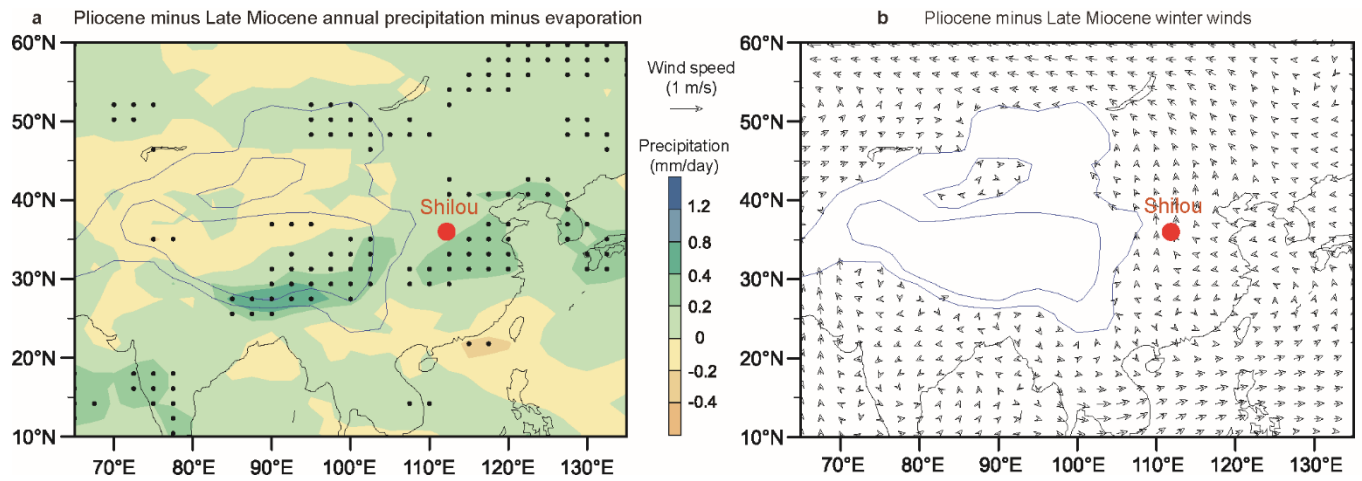 a Pliocene minus Late Miocene annual precipitation minus evaporation
60°N
50°N
40°N
30°N
20°N
10°N
70°E 80°E 90°E 100°E 110°E 120°E 130°E
Shilou
Wind speed
(1 m/s)
Precipitation
(mm/day)
1.2
0.8
0.4
0.2
0
-0.2
-0.4
b Pliocene minus Late Miocene winter winds
60°N
50°N
40°N
30°N
20°N
10°N
70°E 80°E 90°E 100°E 110°E 120°E 130°E
Shilou